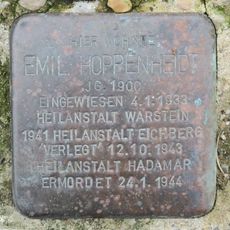 HIER WOHNTE
EMIL HOPPENHEIDT
JG. 1900
EINGEWIESEN 4.1.1933
HEILANSTALT WARSTEIN
1941 HEILANSTALT EICHBERG
'VERLEGT' 12.10.1943
HEILANSTALT HADAMAR
ERMORDET 24.1.1944